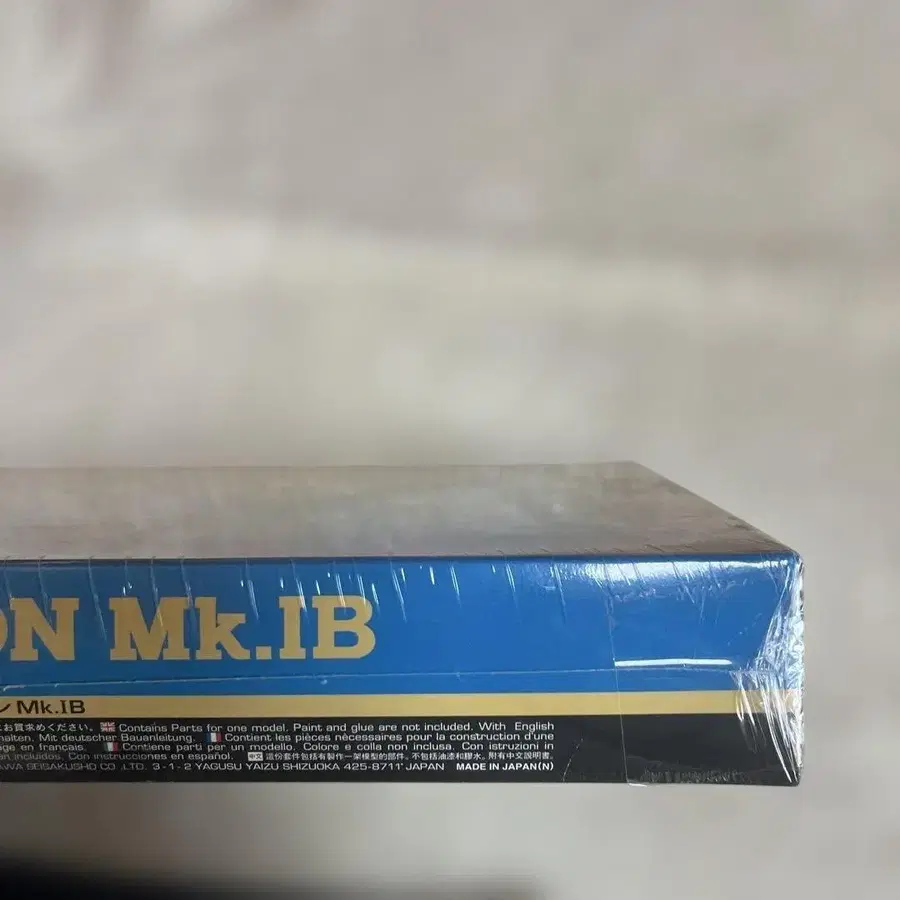 ON Mk.IB
ン Mk.IB
お買求めください。 Contains Parts for one model. Paint and glue are not included. With English
halten. Mit deutscher Bauanleitung. Contient les pièces nécessaires pour la construction d'une
ge en francais. Contiene parti per un modello. Colore e colla non inclusa. Con istruzioni in
an incluidos. Con instrucciones en español. 中文 這份套件包括有製作一架模型的部件。不包括油漆和膠水。附有中文說明書。
AWA SEISAKUSHO CO.,LTD. 3-1-2 YAGUSU YAIZU SHIZUOKA 425-8711 JAPAN MADE IN JAPAN(N)